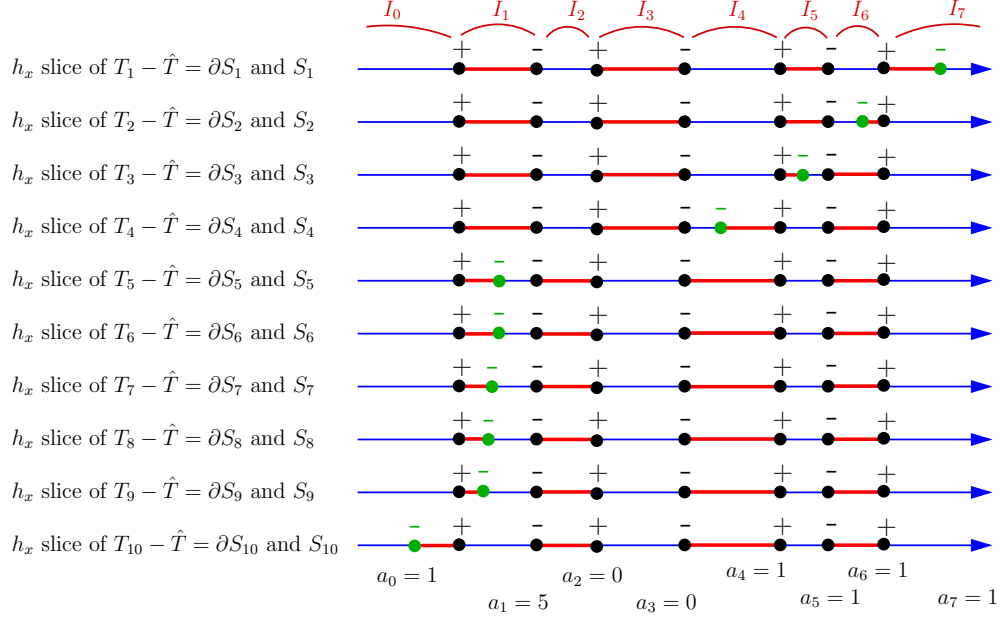 I_0 I_1 I_2 I_3 I_4 I_5 I_6 I_7
h_x slice of T_1 − T̂ = ∂S_1 and S_1 + − + − + − + −
h_x slice of T_2 − T̂ = ∂S_2 and S_2 + − + − + − − +
h_x slice of T_3 − T̂ = ∂S_3 and S_3 + − + − + − − +
h_x slice of T_4 − T̂ = ∂S_4 and S_4 + − + − − + − +
h_x slice of T_5 − T̂ = ∂S_5 and S_5 + − − + − + − +
h_x slice of T_6 − T̂ = ∂S_6 and S_6 + − − + − + − +
h_x slice of T_7 − T̂ = ∂S_7 and S_7 + − − + − + − +
h_x slice of T_8 − T̂ = ∂S_8 and S_8 + − − + − + − +
h_x slice of T_9 − T̂ = ∂S_9 and S_9 + − − + − + − +
h_x slice of T_10 − T̂ = ∂S_10 and S_10 − + − + − + − +
a_0 = 1 a_2 = 0 a_4 = 1 a_6 = 1
a_1 = 5 a_3 = 0 a_5 = 1 a_7 = 1